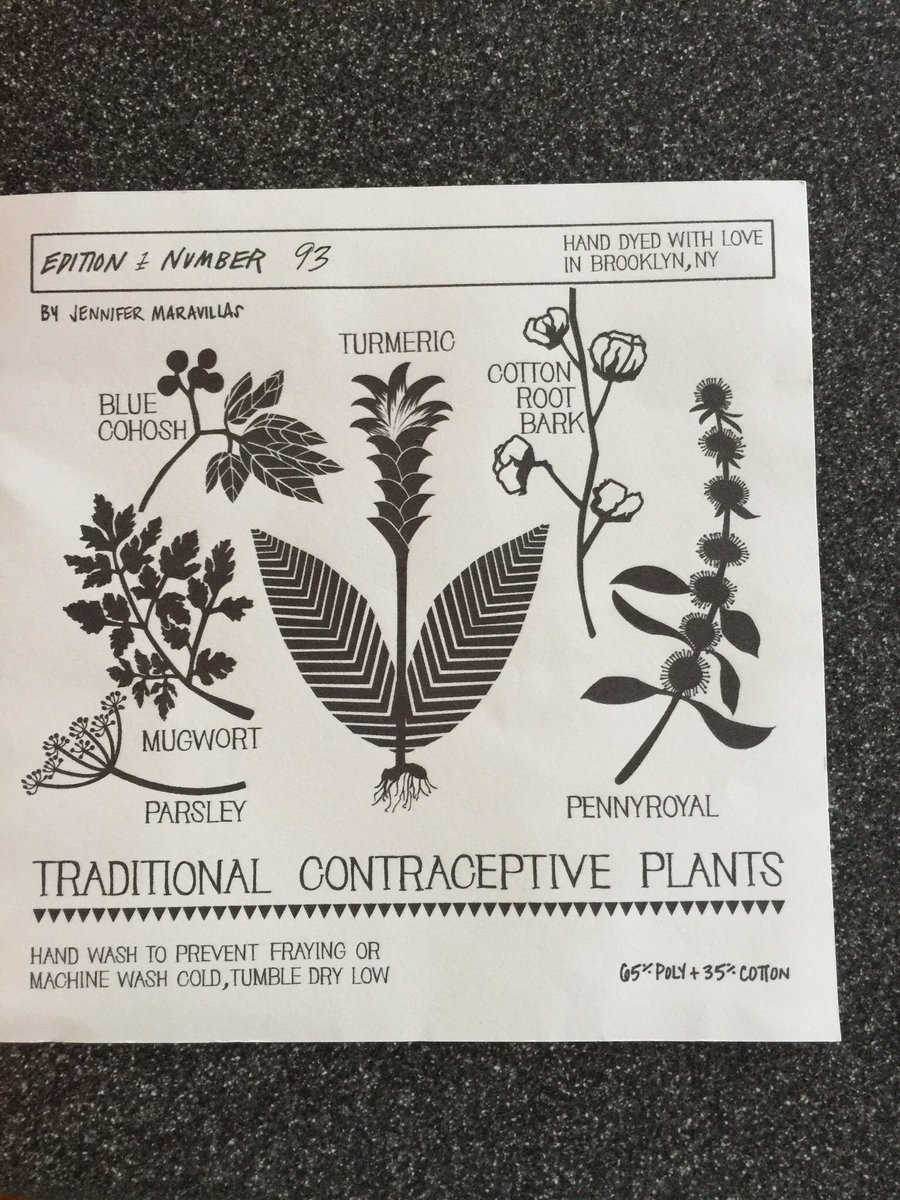 EDITION 1 NUMBER 93
HAND DYED WITH LOVE
IN BROOKLYN, NY
BY JENNIFER MARAVILLAS
TURMERIC
BLUE
COHOSH
COTTON
ROOT
BARK
MUGWORT
PARSLEY
PENNYROYAL
TRADITIONAL CONTRACEPTIVE PLANTS
HAND WASH TO PREVENT FRAYING OR
MACHINE WASH COLD, TUMBLE DRY LOW
65% POLY + 35% COTTON